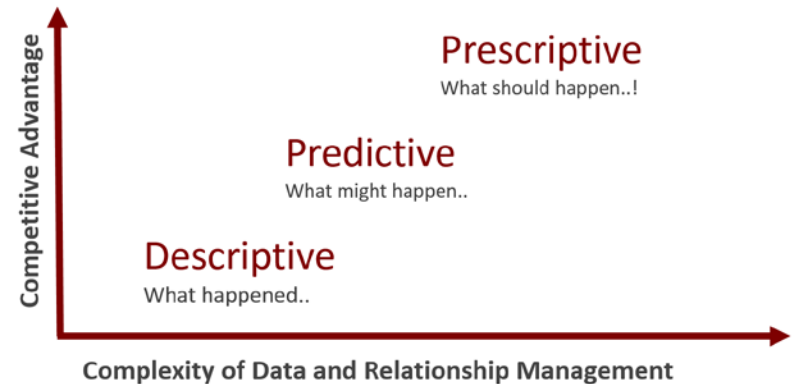 Competitive Advantage
Prescriptive
What should happen..!
Predictive
What might happen..
Descriptive
What happened..
Complexity of Data and Relationship Management